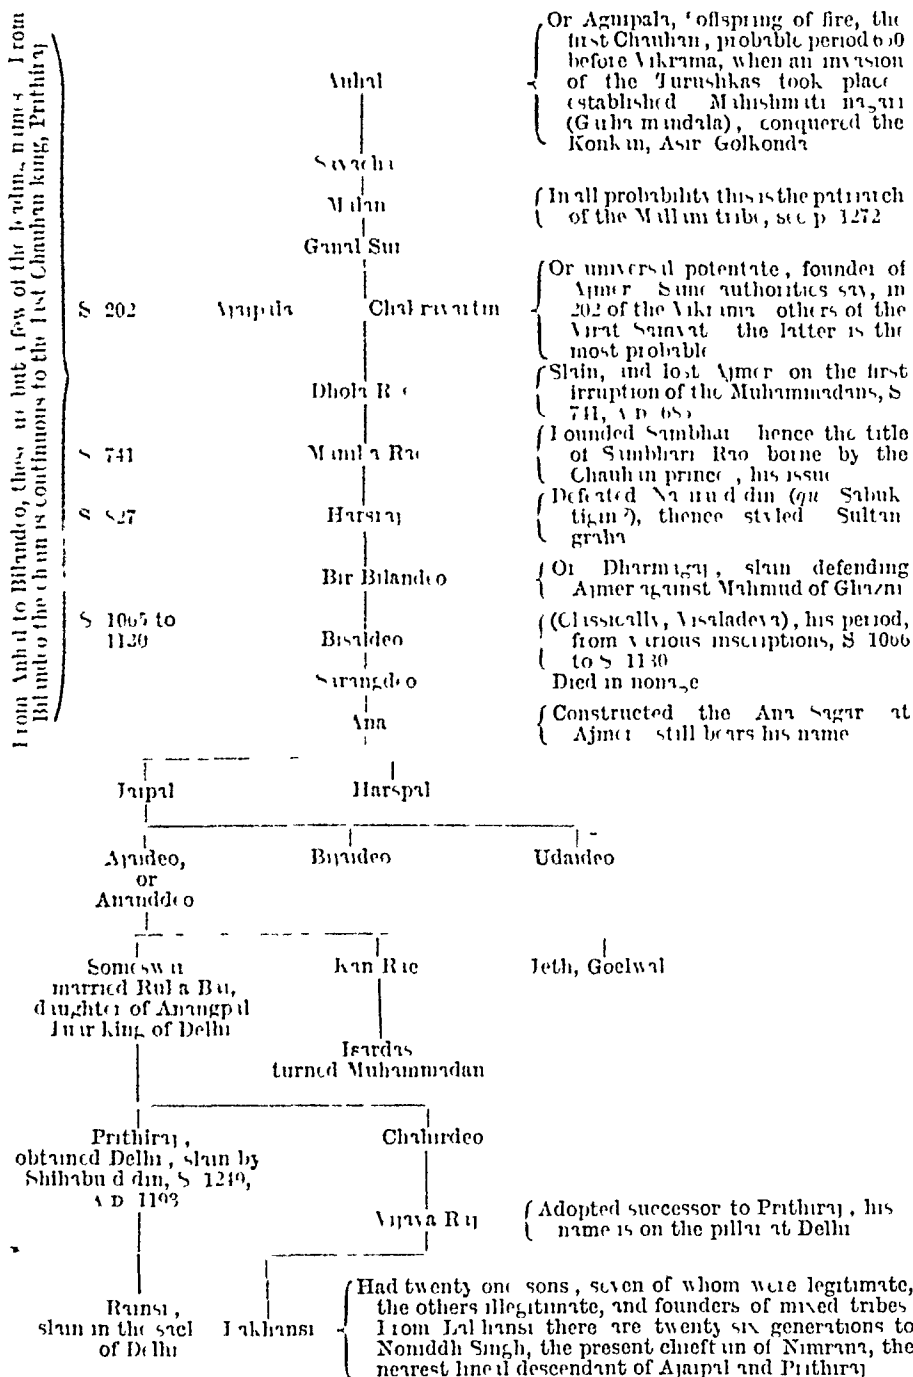 From Anhal to Bilandeo, these are but a few of the leading names. From
Bilandeo the chain is continuous to the last Chauhan king, Prithiraj
Anhal
Or Agnipala, 'offspring of fire, the
first Chauhan, probable period 650
before Vikrama, when an invasion
of the Turushkas took place
established Mahishmati nagari
(Garha mandala), conquered the
Konkan, Asir Golkonda
Sawacha
Malan
In all probability this is the patriarch
of the Mallani tribe, see p 1272
Ganal Sur
S 202
Ajaipala Chakravartin
Or universal potentate, founder of
Ajmer Some authorities say, in
202 of the Vikrama others of the
Virat Samvat the latter is the
most probable
Dhola Rae
Slain, and lost Ajmer on the first
irruption of the Muhammadans, S
741, A D 685
S 741
Manika Rae
Founded Sambhar hence the title
of Sambhari Rao borne by the
Chauhan princes, his issue
S 827
Harsraj
Defeated Nasiruddin (qu Sabuk
tigin?), thence styled Sultan
graha
Bir Bilandeo
Or Dharmagaj, slain defending
Ajmer against Mahmud of Ghazni
S 1065 to
1130
Bisaldeo
(Classically, Visaladeva), his period,
from various inscriptions, S 1066
to S 1130
Sarangdeo
Died in nonage
Ana
Constructed the Ana Sagar at
Ajmer still bears his name
Jaipal Harspal
Ajaideo, Bijaideo Udaideo
or
Ananddeo
Someswar Kan Rae Jeth, Goelwal
married Ruka Bai,
daughter of Anangpal
Tuar king of Delhi
Isardas
turned Muhammadan
Prithiraj, Chahirdeo
obtained Delhi, slain by
Shihabu d din, S 1249,
A D 1193
Vijaya Raj
Adopted successor to Prithiraj, his
name is on the pillar at Delhi
Rainsi, Lakhansi
slain in the sack
of Delhi
Had twenty one sons, seven of whom were legitimate,
the others illegitimate, and founders of mixed tribes
From Lakhansi there are twenty six generations to
Noniddh Singh, the present chieftain of Nimrana, the
nearest lineal descendant of Ajaipal and Prithiraj